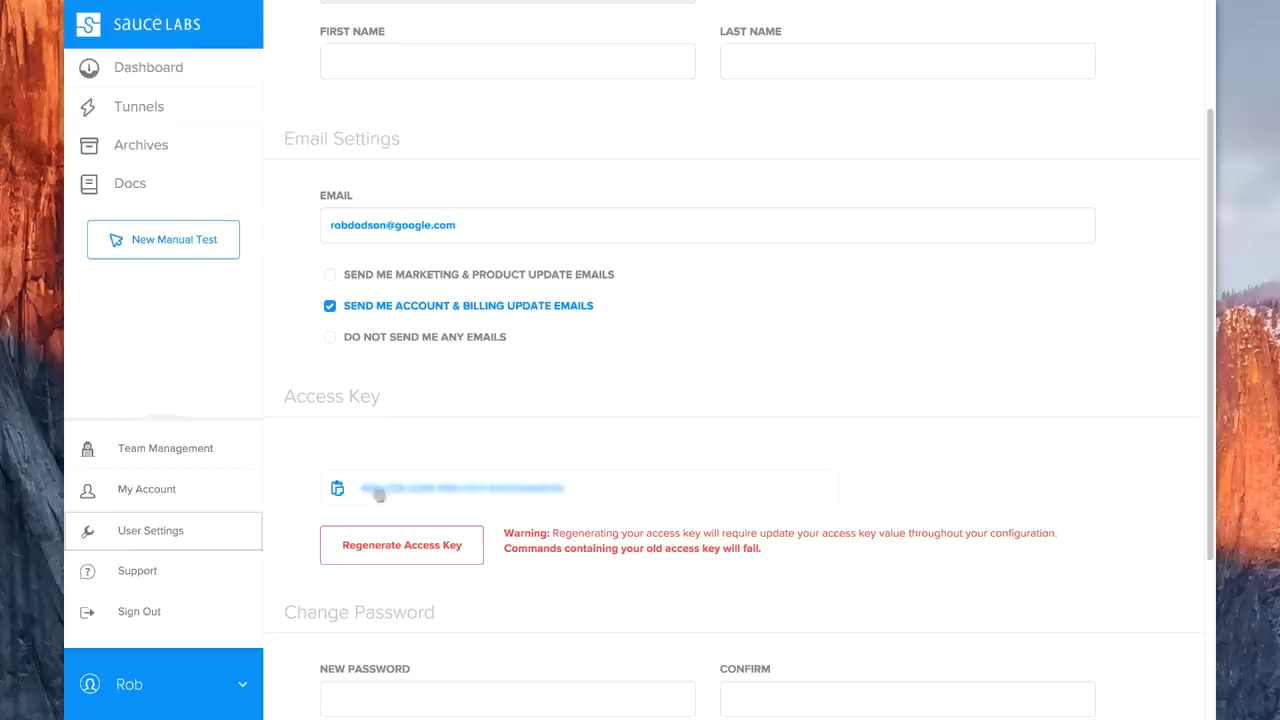 sauce LABS
Dashboard
Tunnels
Archives
Docs
New Manual Test
Team Management
My Account
User Settings
Support
Sign Out
Rob
FIRST NAME
LAST NAME
Email Settings
EMAIL
robdodson@google.com
SEND ME MARKETING & PRODUCT UPDATE EMAILS
SEND ME ACCOUNT & BILLING UPDATE EMAILS
DO NOT SEND ME ANY EMAILS
Access Key
Regenerate Access Key
Warning: Regenerating your access key will require update your access key value throughout your configuration.
Commands containing your old access key will fail.
Change Password
NEW PASSWORD
CONFIRM